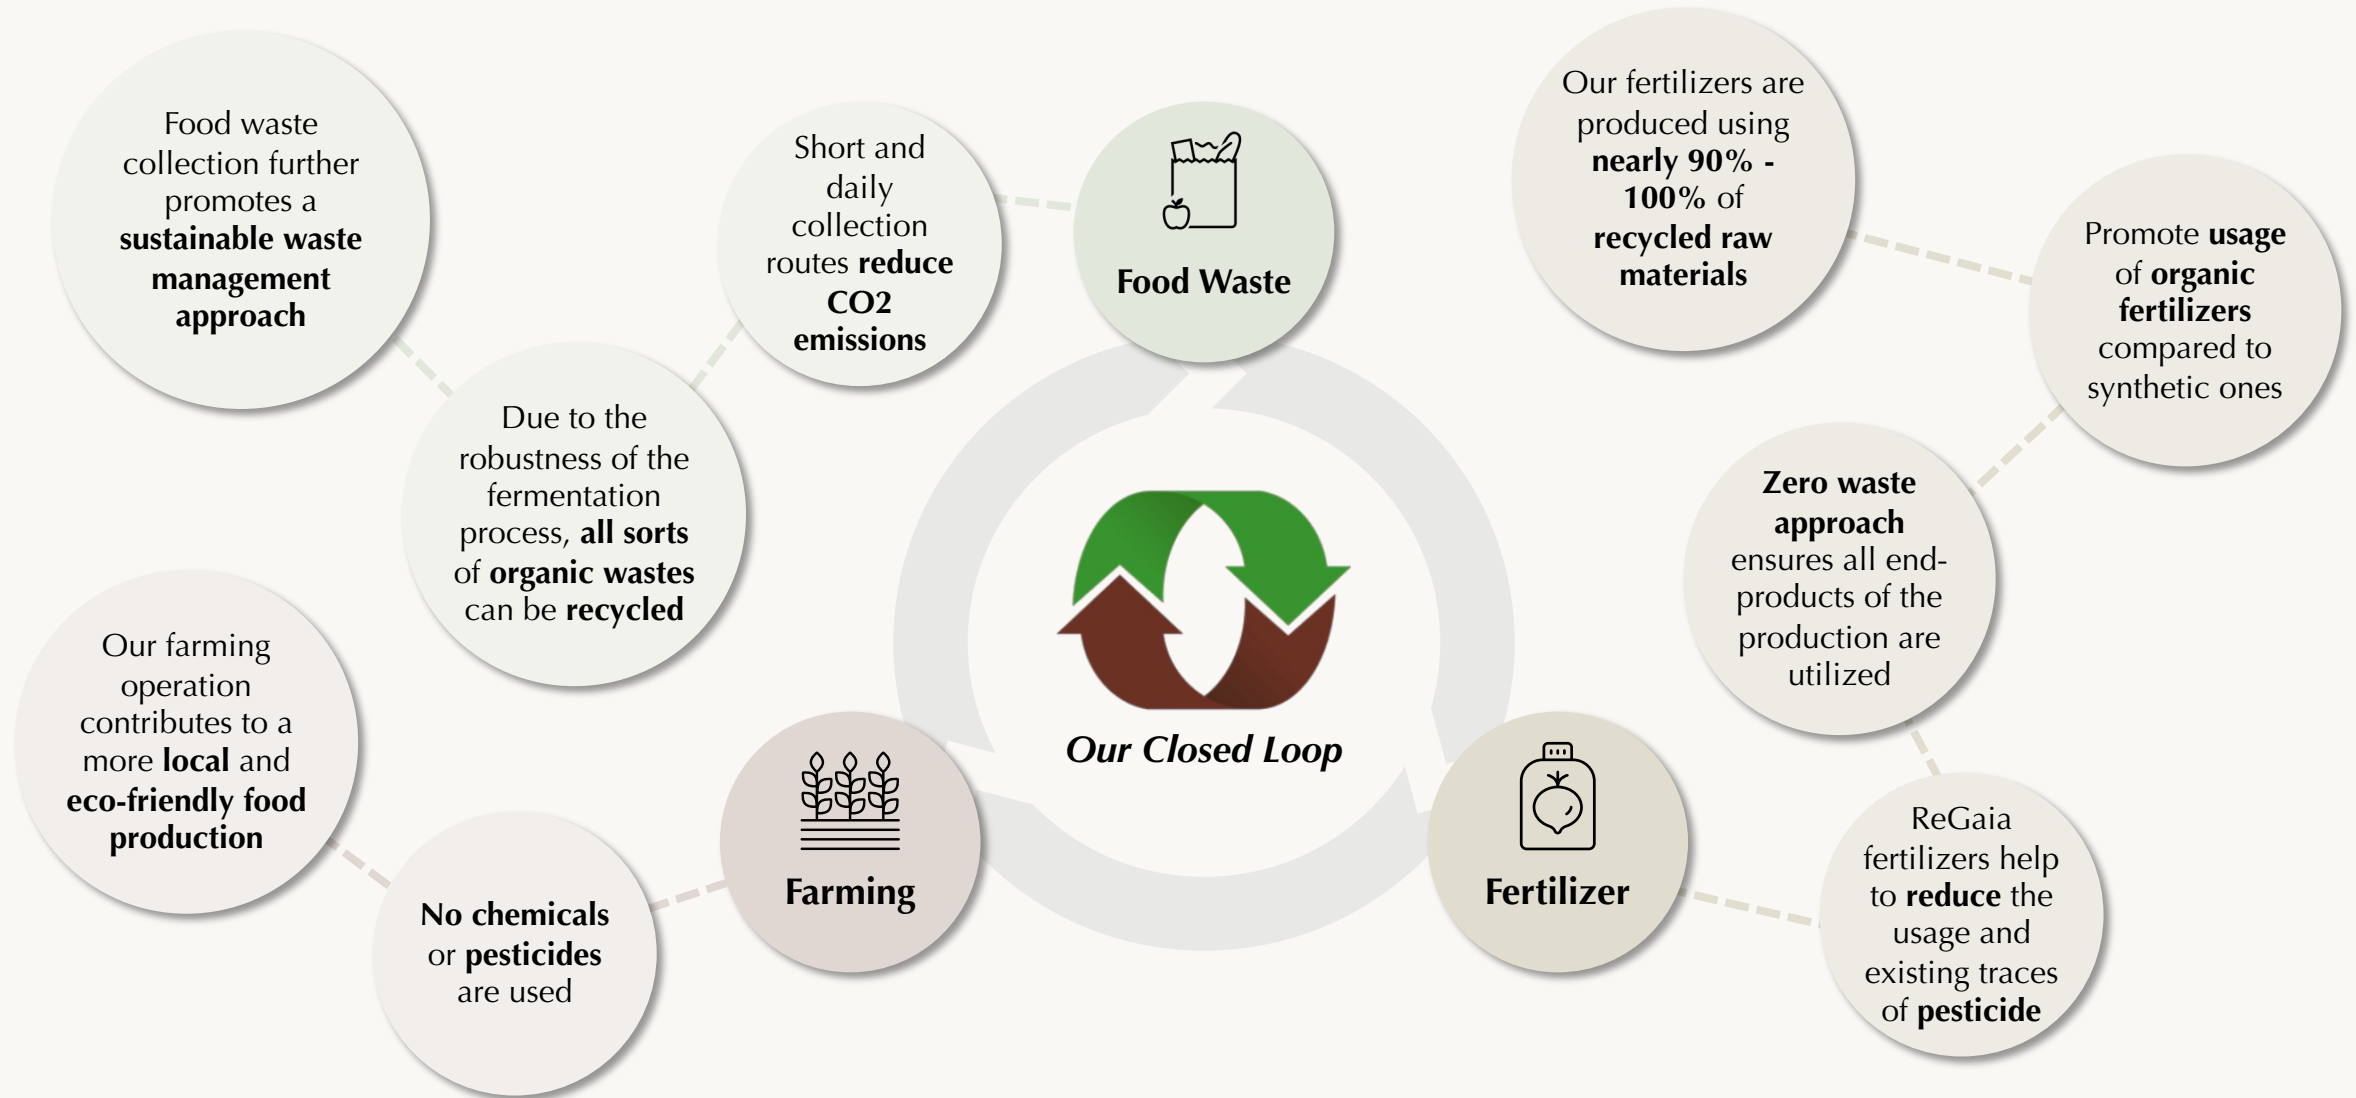 Food waste
collection further
promotes a
sustainable waste
management
approach
Due to the
robustness of the
fermentation
process, all sorts
of organic wastes
can be recycled
Short and
daily
collection
routes reduce
CO2
emissions
Food Waste
Our fertilizers are
produced using
nearly 90% -
100% of
recycled raw
materials
Promote usage
of organic
fertilizers
compared to
synthetic ones
Zero waste
approach
ensures all end-
products of the
production are
utilized
ReGaia
fertilizers help
to reduce the
usage and
existing traces
of pesticide
Fertilizer
Our Closed Loop
Farming
No chemicals
or pesticides
are used
Our farming
operation
contributes to a
more local and
eco-friendly food
production